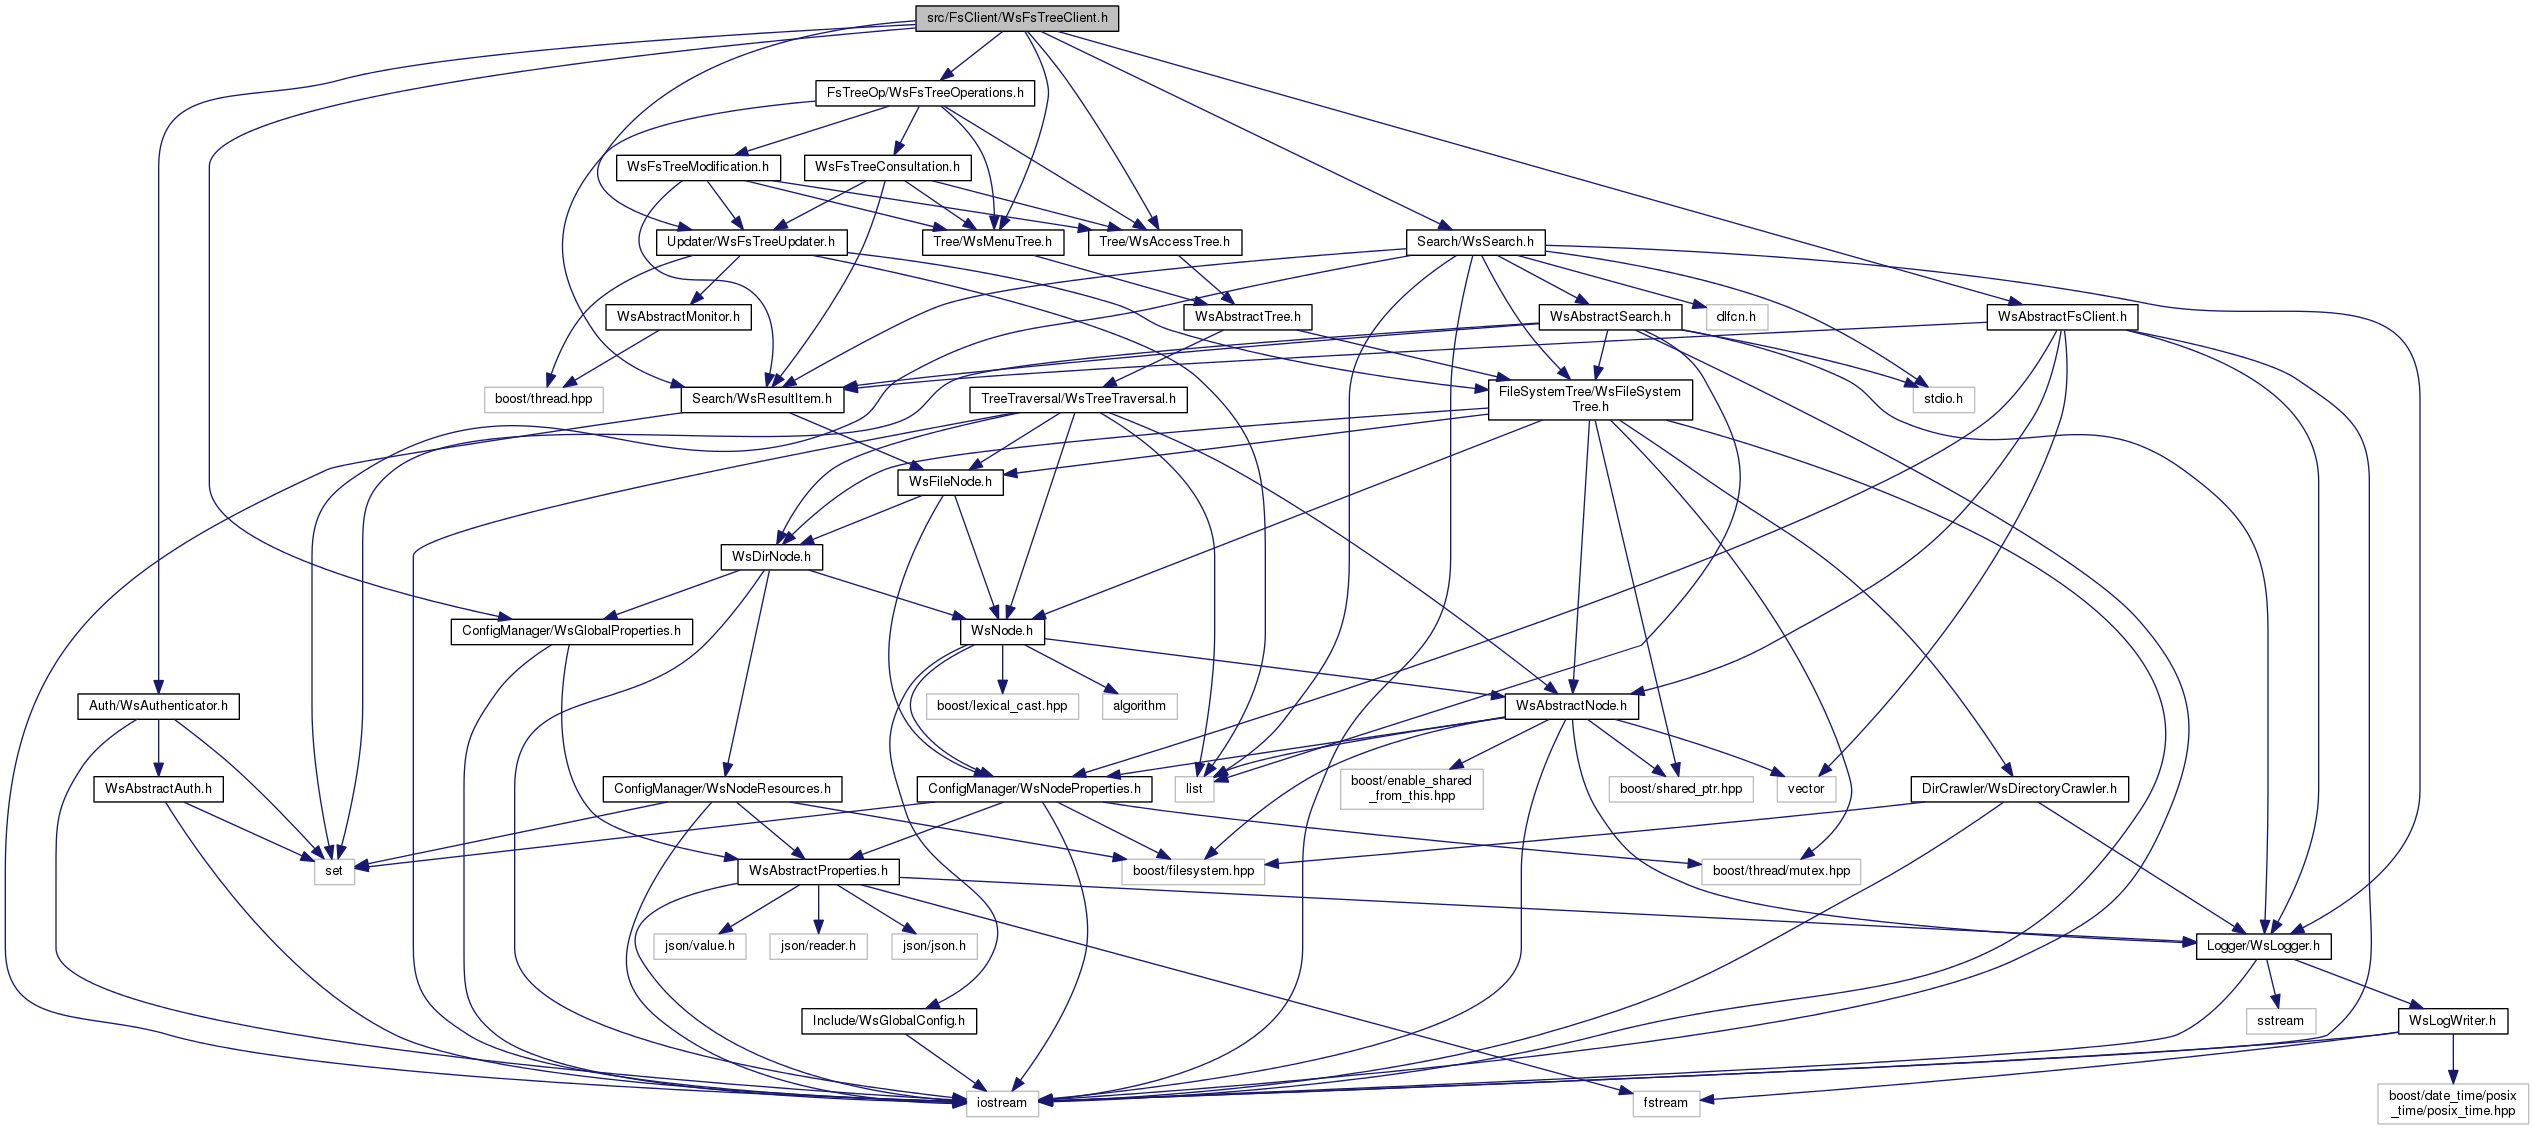 src/FsClient/WsFsTreeClient.h
FsTreeOp/WsFsTreeOperations.h
WsFsTreeModification.h
WsFsTreeConsultation.h
Updater/WsFsTreeUpdater.h
Tree/WsMenuTree.h
Tree/WsAccessTree.h
Search/WsSearch.h
WsAbstractMonitor.h
WsAbstractTree.h
WsAbstractSearch.h
dlfcn.h
WsAbstractFsClient.h
boost/thread.hpp
Search/WsResultItem.h
TreeTraversal/WsTreeTraversal.h
FileSystemTree/WsFileSystem
Tree.h
stdio.h
WsFileNode.h
WsDirNode.h
ConfigManager/WsGlobalProperties.h
WsNode.h
Auth/WsAuthenticator.h
boost/lexical_cast.hpp
algorithm
WsAbstractNode.h
WsAbstractAuth.h
ConfigManager/WsNodeResources.h
ConfigManager/WsNodeProperties.h
list
boost/enable_shared
_from_this.hpp
boost/shared_ptr.hpp
vector
DirCrawler/WsDirectoryCrawler.h
set
WsAbstractProperties.h
boost/filesystem.hpp
boost/thread/mutex.hpp
json/value.h
json/reader.h
json/json.h
Logger/WsLogger.h
Include/WsGlobalConfig.h
sstream
WsLogWriter.h
iostream
fstream
boost/date_time/posix
_time/posix_time.hpp